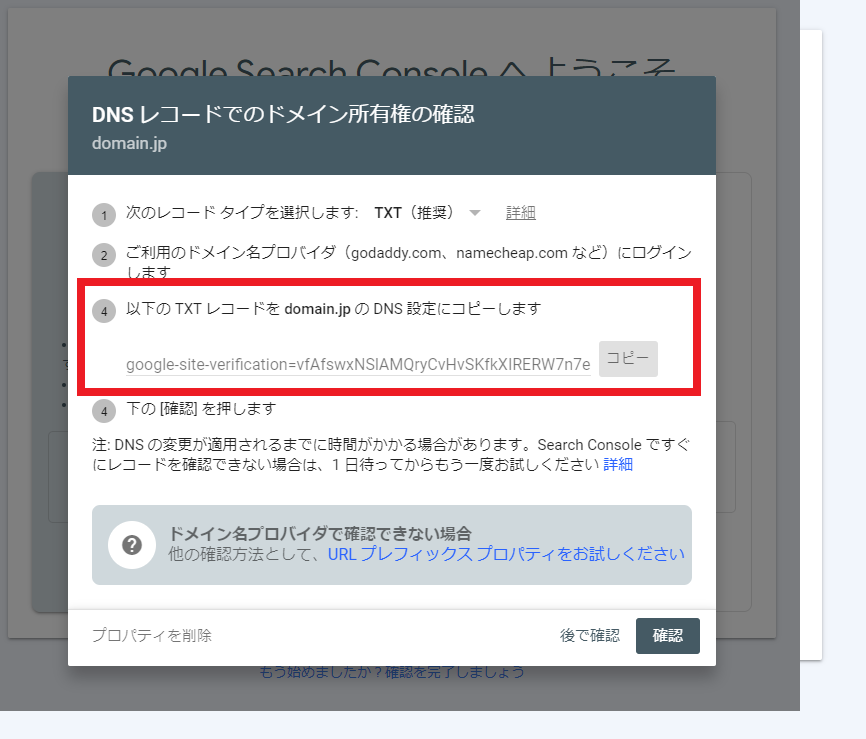 Google Search Console へ ようこそ
DNS レコードでのドメイン所有権の確認
domain.jp
1 次のレコード タイプを選択します: TXT（推奨） 詳細
2 ご利用のドメイン名プロバイダ（godaddy.com、namecheap.com など）にログイン
します
4 以下の TXT レコードを domain.jp の DNS 設定にコピーします
google-site-verification=vfAfswxNSIAMQryCvHvSKfkXIRERW7n7e コピー
4 下の [確認] を押します
注: DNS の変更が適用されるまでに時間がかかる場合があります。Search Console ですぐ
にレコードを確認できない場合は、1 日待ってからもう一度お試しください 詳細
ドメイン名プロバイダで確認できない場合
他の確認方法として、URL プレフィックス プロパティをお試しください
プロパティを削除 後で確認 確認
もう始めましたか？確認を完了しましょう